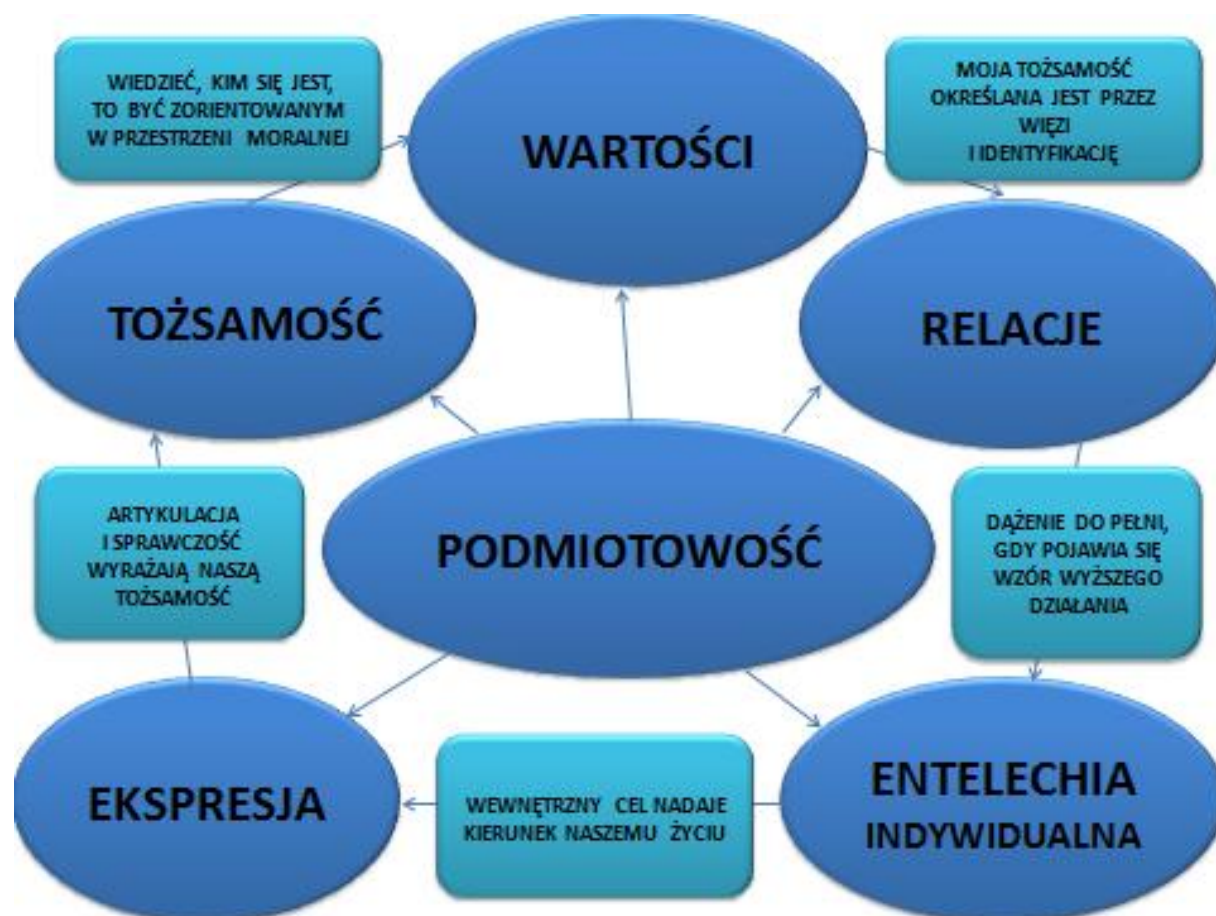 WIEDZIEĆ, KIM SIĘ JEST,
TO BYĆ ZORIENTOWANYM
W PRZESTRZENI MORALNEJ
WARTOŚCI
MOJA TOŻSAMOŚĆ
OKREŚLANA JEST PRZEZ
WIĘZI
I IDENTYFIKACJĘ
TOŻSAMOŚĆ
RELACJE
ARTYKULACJA
I SPRAWCZOŚĆ
WYRAŻAJĄ NASZĄ
TOŻSAMOŚĆ
PODMIOTOWOŚĆ
DĄŻENIE DO PEŁNI,
GDY POJAWIA SIĘ
WZÓR WYŻSZEGO
DZIAŁANIA
EKSPRESJA
WEWNĘTRZNY CEL NADAJE
KIERUNEK NASZEMU ŻYCIU
ENTELECHIA
INDYWIDUALNA